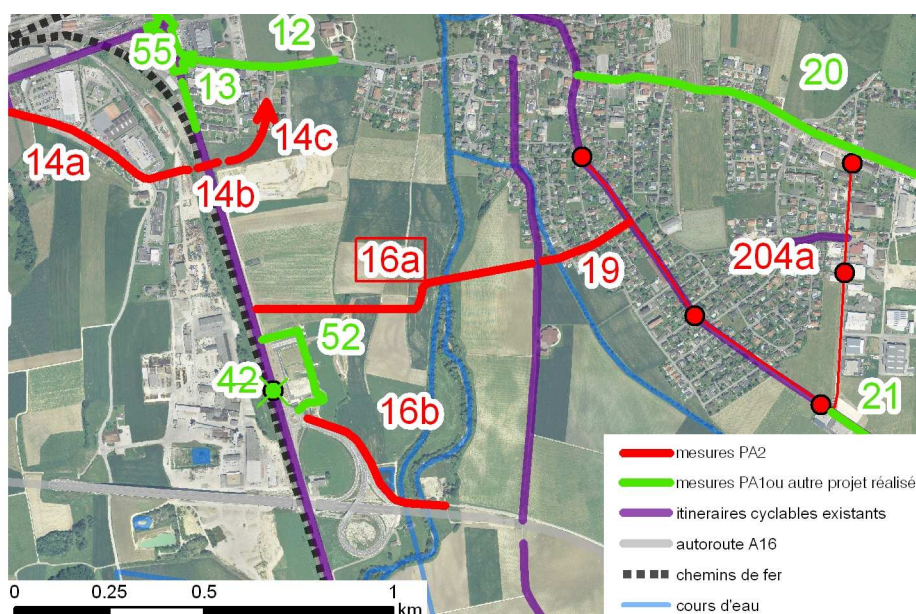 12
55
13
20
14a
14c
14b
16a
19
204a
52
42
16b
21
mesures PA2
mesures PA1ou autre projet réalisé
itineraires cyclables existants
autoroute A16
chemins de fer
cours d'eau
0 0.25 0.5 1
km